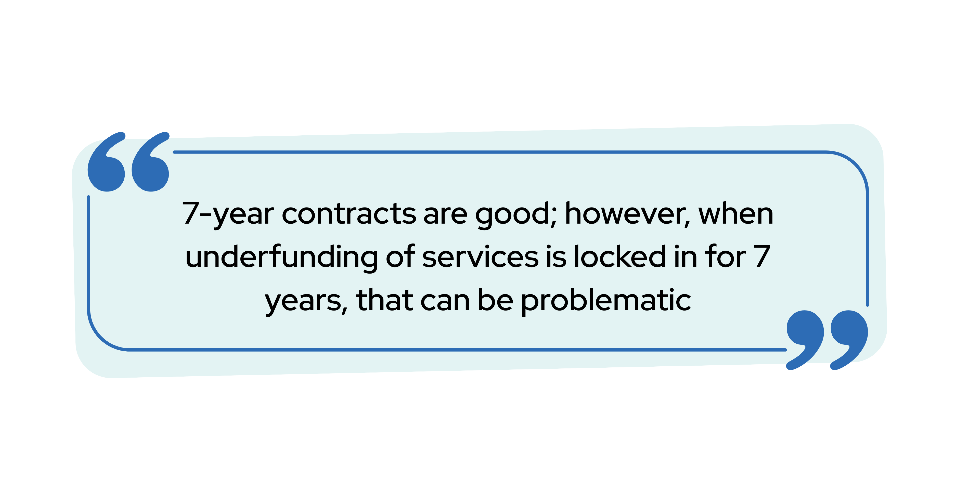 7-year contracts are good; however, when
underfunding of services is locked in for 7
years, that can be problematic